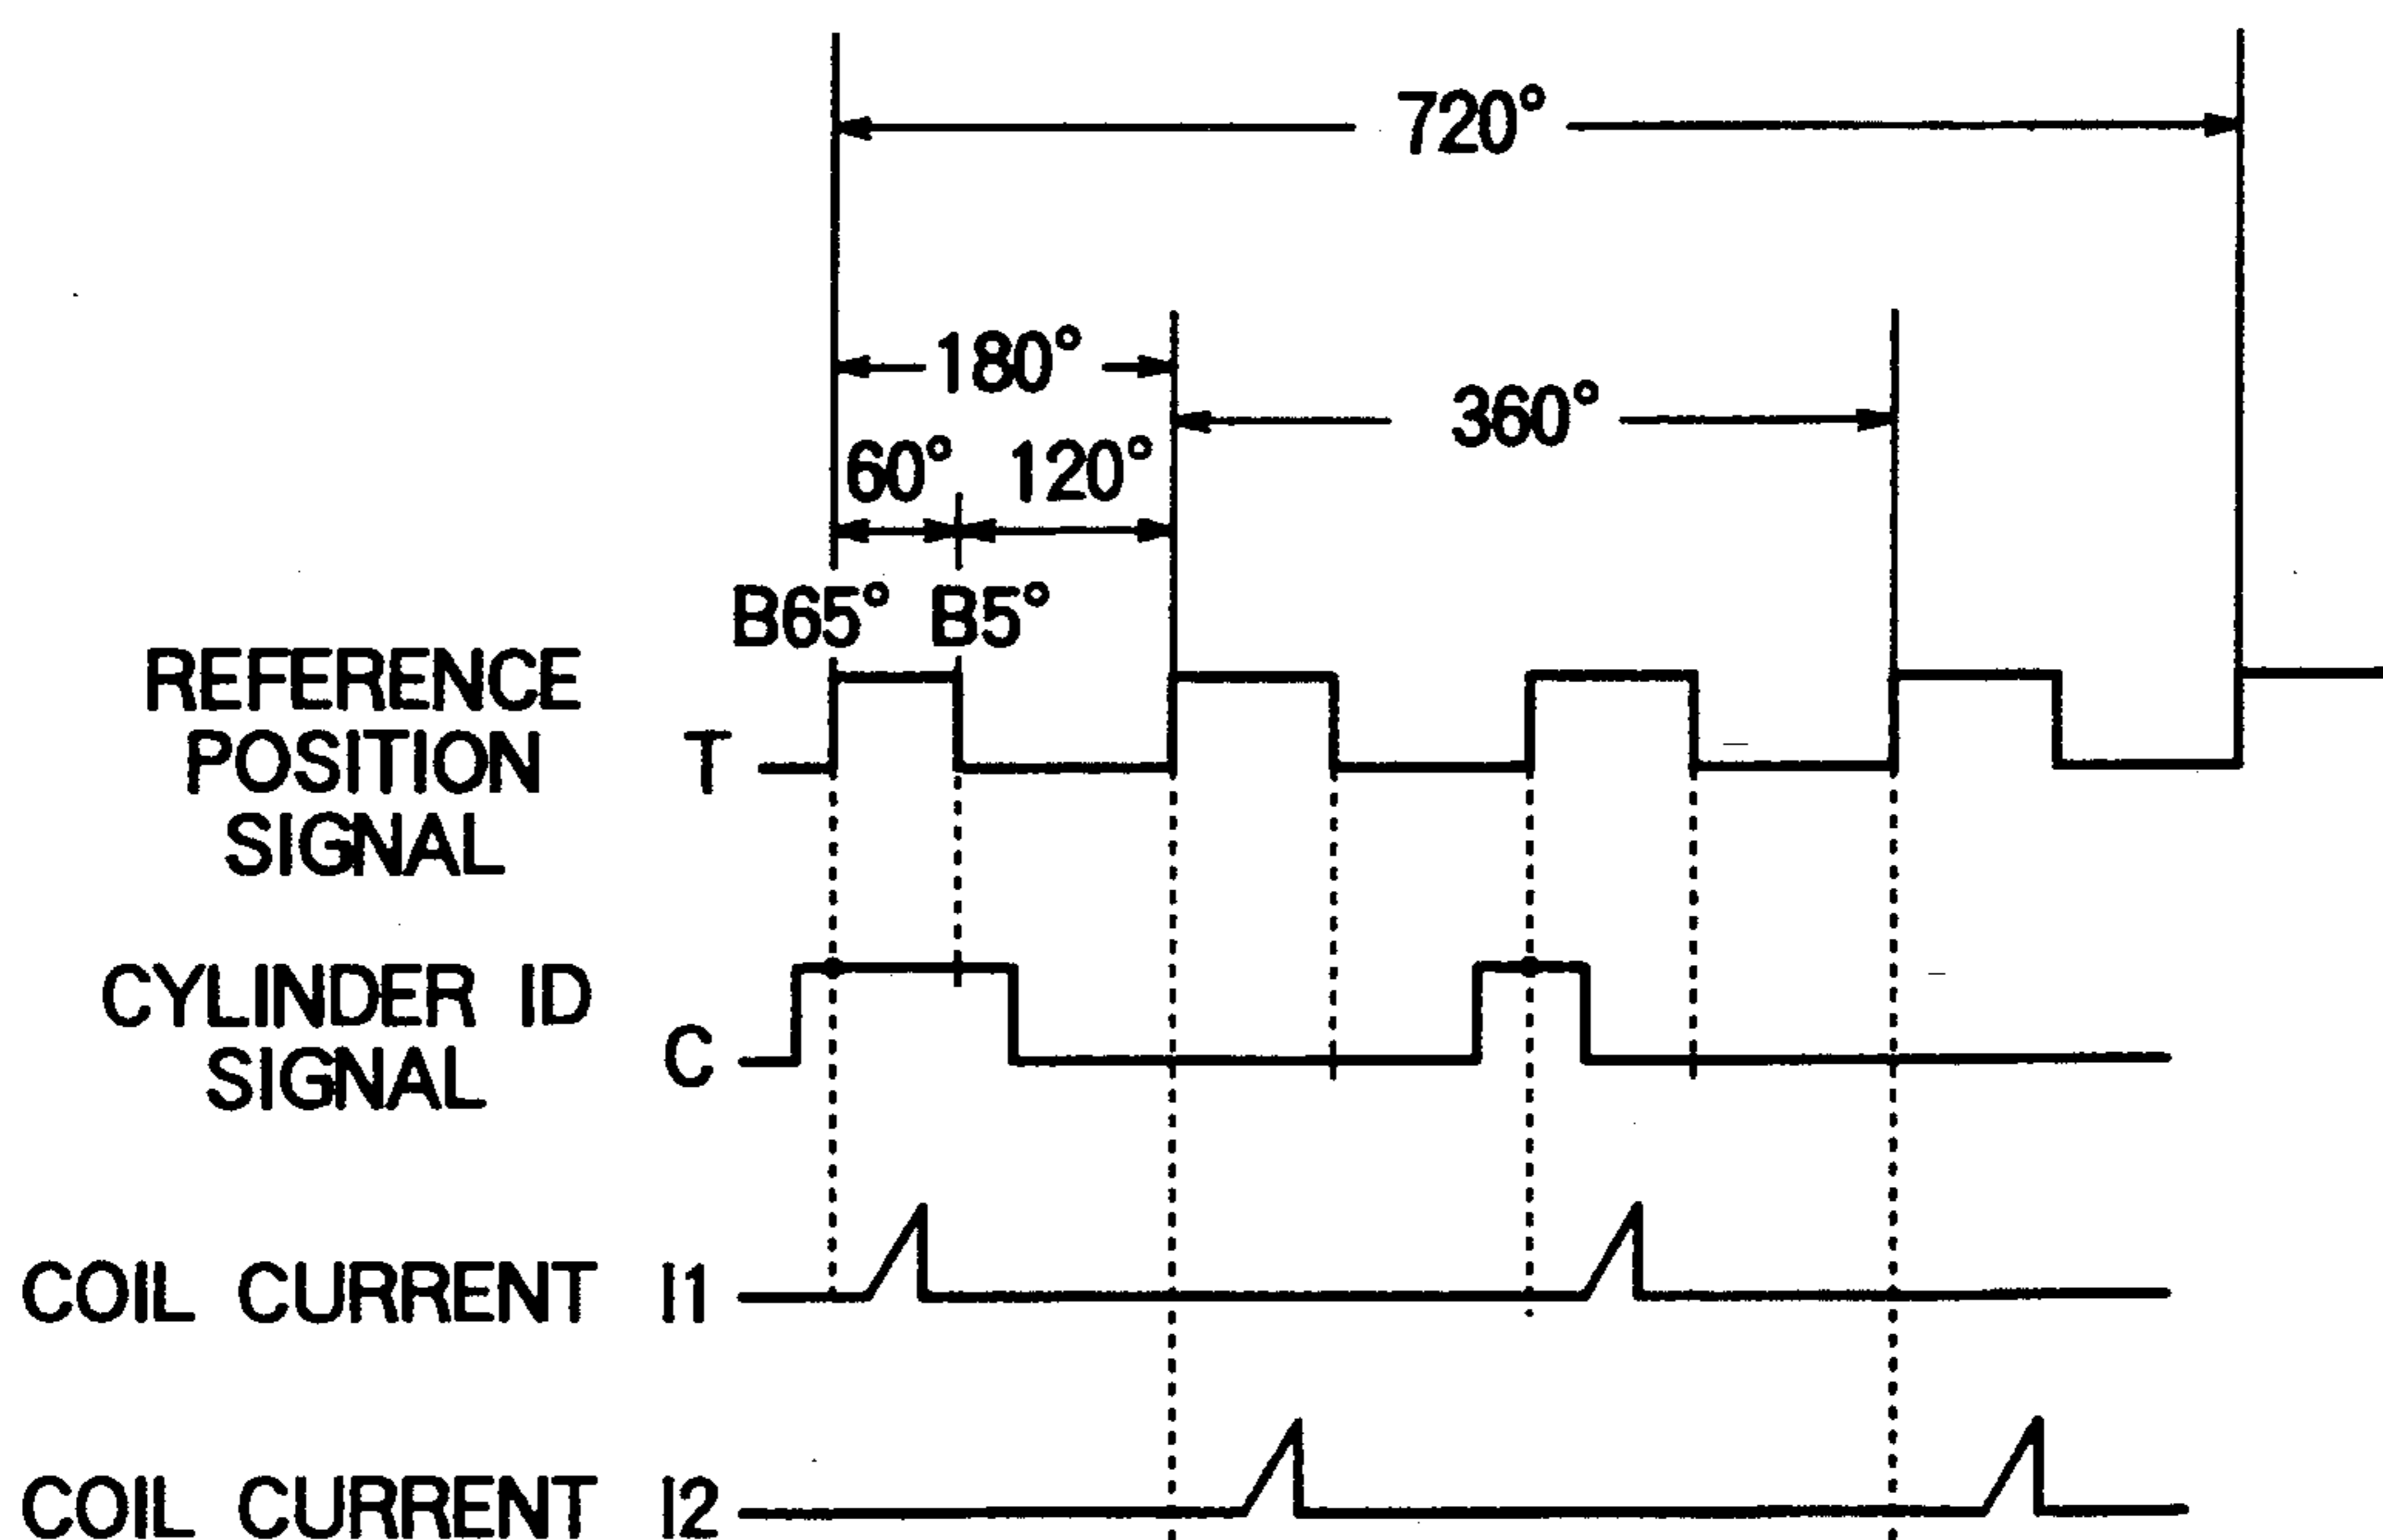 720°
180°
360°
60° 120°
B65° B5°
REFERENCE
POSITION
SIGNAL
T
CYLINDER ID
SIGNAL
C
COIL CURRENT I1
COIL CURRENT I2